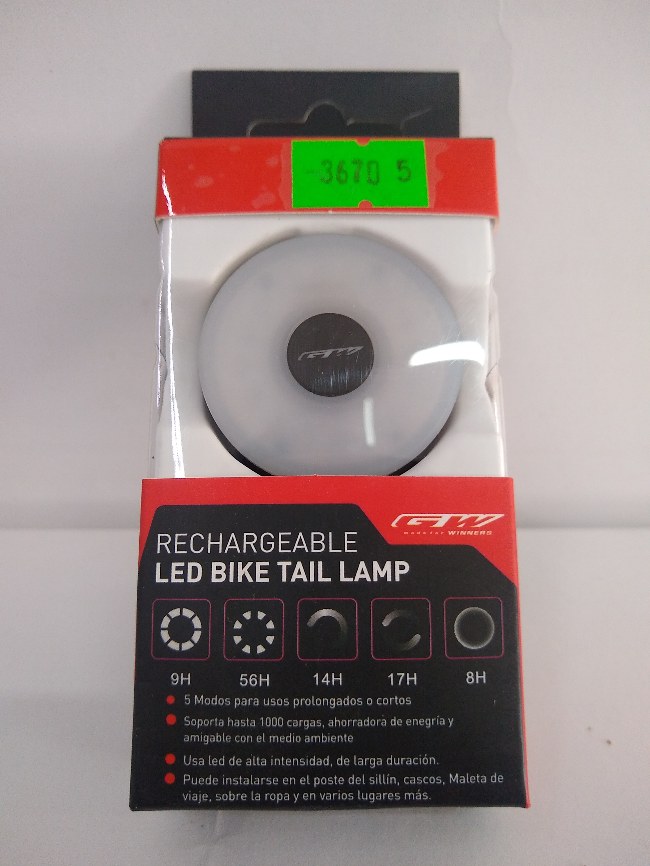 -3670 5
GW
GW
WINNERS
RECHARGEABLE
LED BIKE TAIL LAMP
9H 56H 14H 17H 8H
5 Modos para usos prolongados o cortos
Soporta hasta 1000 cargas, ahorradora de enegría y
amigable con el medio ambiente
Usa led de alta intensidad, de larga duración.
Puede instalarse en el poste del sillín, cascos, Maleta de
viaje, sobre la ropa y en varios lugares más.